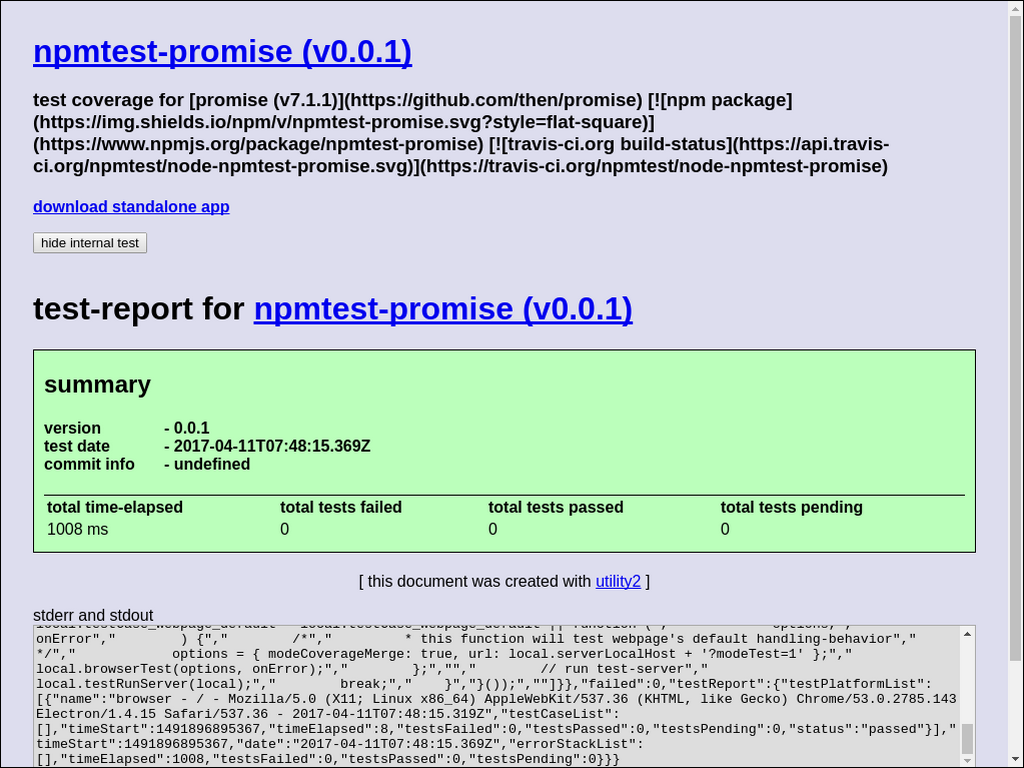 npmtest-promise (v0.0.1)
test coverage for [promise (v7.1.1)](https://github.com/then/promise) [![npm package]
(https://img.shields.io/npm/v/npmtest-promise.svg?style=flat-square)]
(https://www.npmjs.org/package/npmtest-promise) [![travis-ci.org build-status](https://api.travis-
ci.org/npmtest/node-npmtest-promise.svg)](https://travis-ci.org/npmtest/node-npmtest-promise)
download standalone app
hide internal test
test-report for npmtest-promise (v0.0.1)
summary
version - 0.0.1
test date - 2017-04-11T07:48:15.369Z
commit info - undefined
total time-elapsed total tests failed total tests passed total tests pending
1008 ms 0 0 0
[ this document was created with utility2 ]
stderr and stdout
local.testCase_webpage_default = local.testCase_webpage_default || function (","            options,","
onError","        ) {","        /*","         * this function will test webpage's default handling-behavior","
*/","            options = { modeCoverageMerge: true, url: local.serverLocalHost + '?modeTest=1' };","
local.browserTest(options, onError);","        };","","        // run test-server","
local.testRunServer(local);","        break;","    }","}());",""]}},"failed":0,"testReport":{"testPlatformList":
[{"name":"browser - / - Mozilla/5.0 (X11; Linux x86_64) AppleWebKit/537.36 (KHTML, like Gecko) Chrome/53.0.2785.143
Electron/1.4.15 Safari/537.36 - 2017-04-11T07:48:15.319Z","testCaseList":
[],"timeStart":1491896895367,"timeElapsed":8,"testsFailed":0,"testsPassed":0,"testsPending":0,"status":"passed"}],"
timeStart":1491896895367,"date":"2017-04-11T07:48:15.369Z","errorStackList":
[],"timeElapsed":1008,"testsFailed":0,"testsPassed":0,"testsPending":0}}}